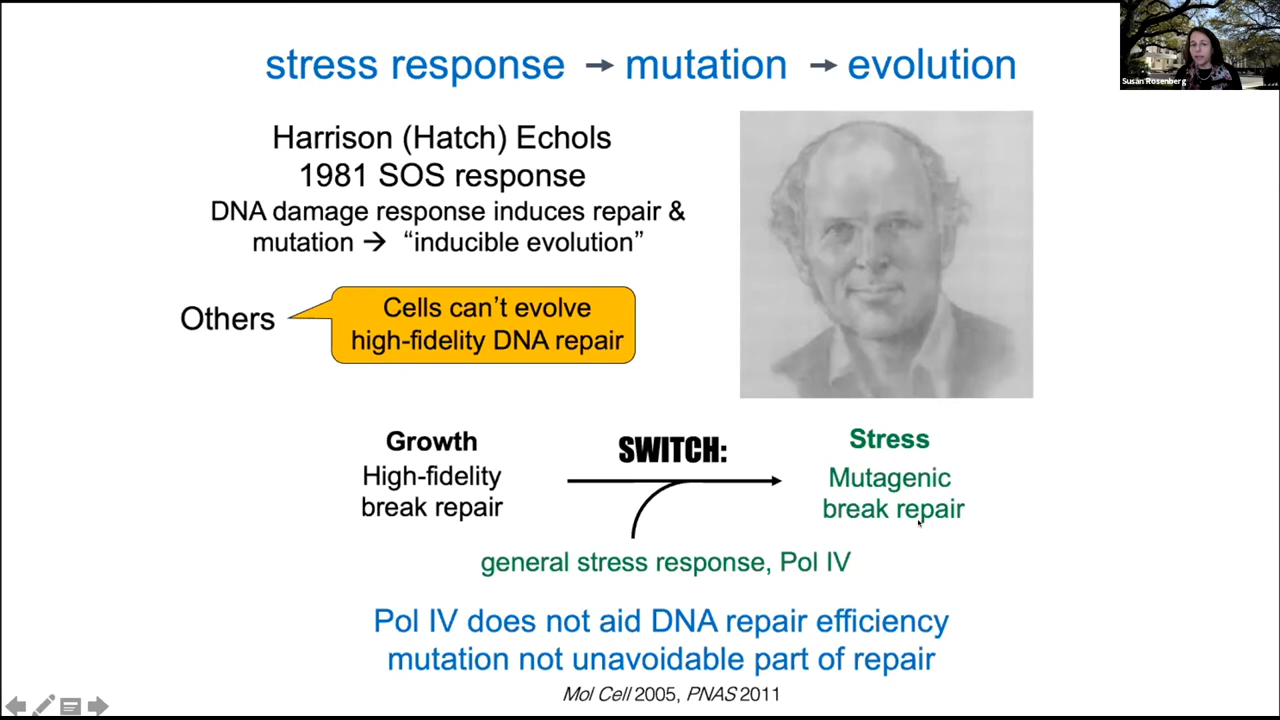 stress response → mutation → evolution
Susan Rosenberg
Harrison (Hatch) Echols
1981 SOS response
DNA damage response induces repair &
mutation → “inducible evolution”
Others
Cells can’t evolve
high-fidelity DNA repair
Growth
High-fidelity
break repair
SWITCH:
Stress
Mutagenic
break repair
general stress response, Pol IV
Pol IV does not aid DNA repair efficiency
mutation not unavoidable part of repair
Mol Cell 2005, PNAS 2011